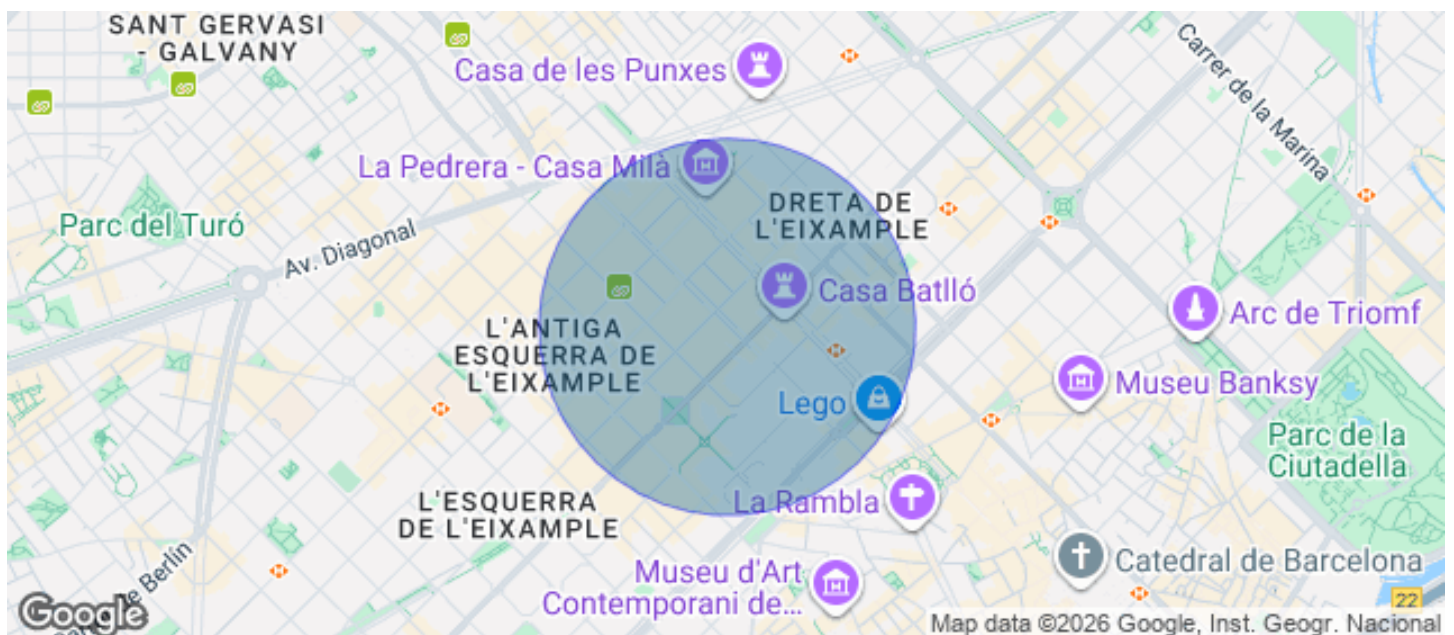 SANT GERVASI
- GALVANY
Casa de les Punxes
Carrer de la Marina
La Pedrera - Casa Milà
DRETA DE
L'EIXAMPLE
Parc del Turó
Av. Diagonal
Casa Batlló
Arc de Triomf
L'ANTIGA
ESQUERRA DE
L'EIXAMPLE
Museu Banksy
Lego
Parc de la
Ciutadella
L'ESQUERRA
DE L'EIXAMPLE
La Rambla
de Berlín
Museu d'Art
Contemporani de...
Catedral de Barcelona
22
Google
Map data ©2026 Google, Inst. Geogr. Nacional